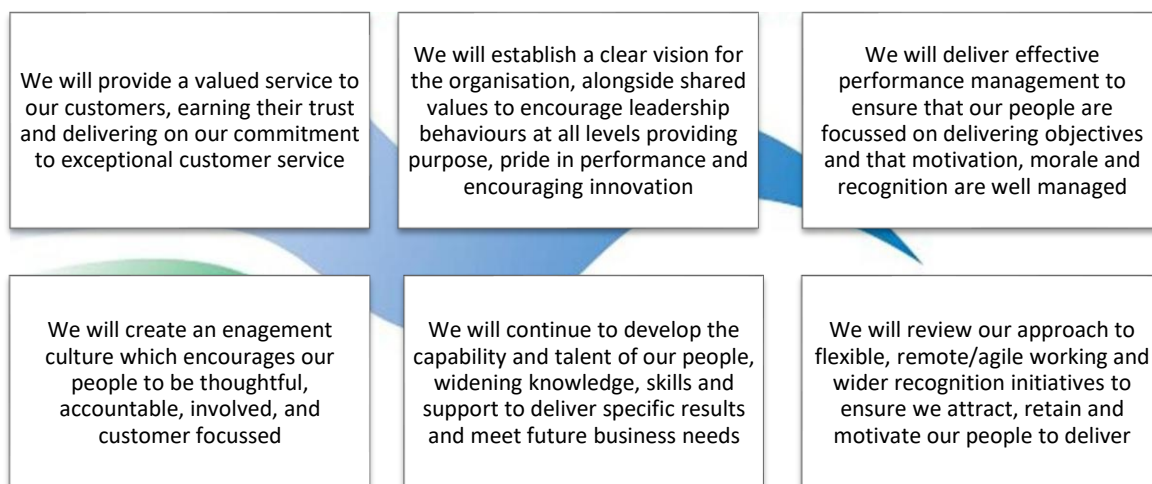 We will provide a valued service to
our customers, earning their trust
and delivering on our commitment
to exceptional customer service
We will establish a clear vision for
the organisation, alongside shared
values to encourage leadership
behaviours at all levels providing
purpose, pride in performance and
encouraging innovation
We will deliver effective
performance management to
ensure that our people are
focussed on delivering objectives
and that motivation, morale and
recognition are well managed
We will create an enagement
culture which encourages our
people to be thoughtful,
accountable, involved, and
customer focussed
We will continue to develop the
capability and talent of our people,
widening knowledge, skills and
support to deliver specific results
and meet future business needs
We will review our approach to
flexible, remote/agile working and
wider recognition initiatives to
ensure we attract, retain and
motivate our people to deliver